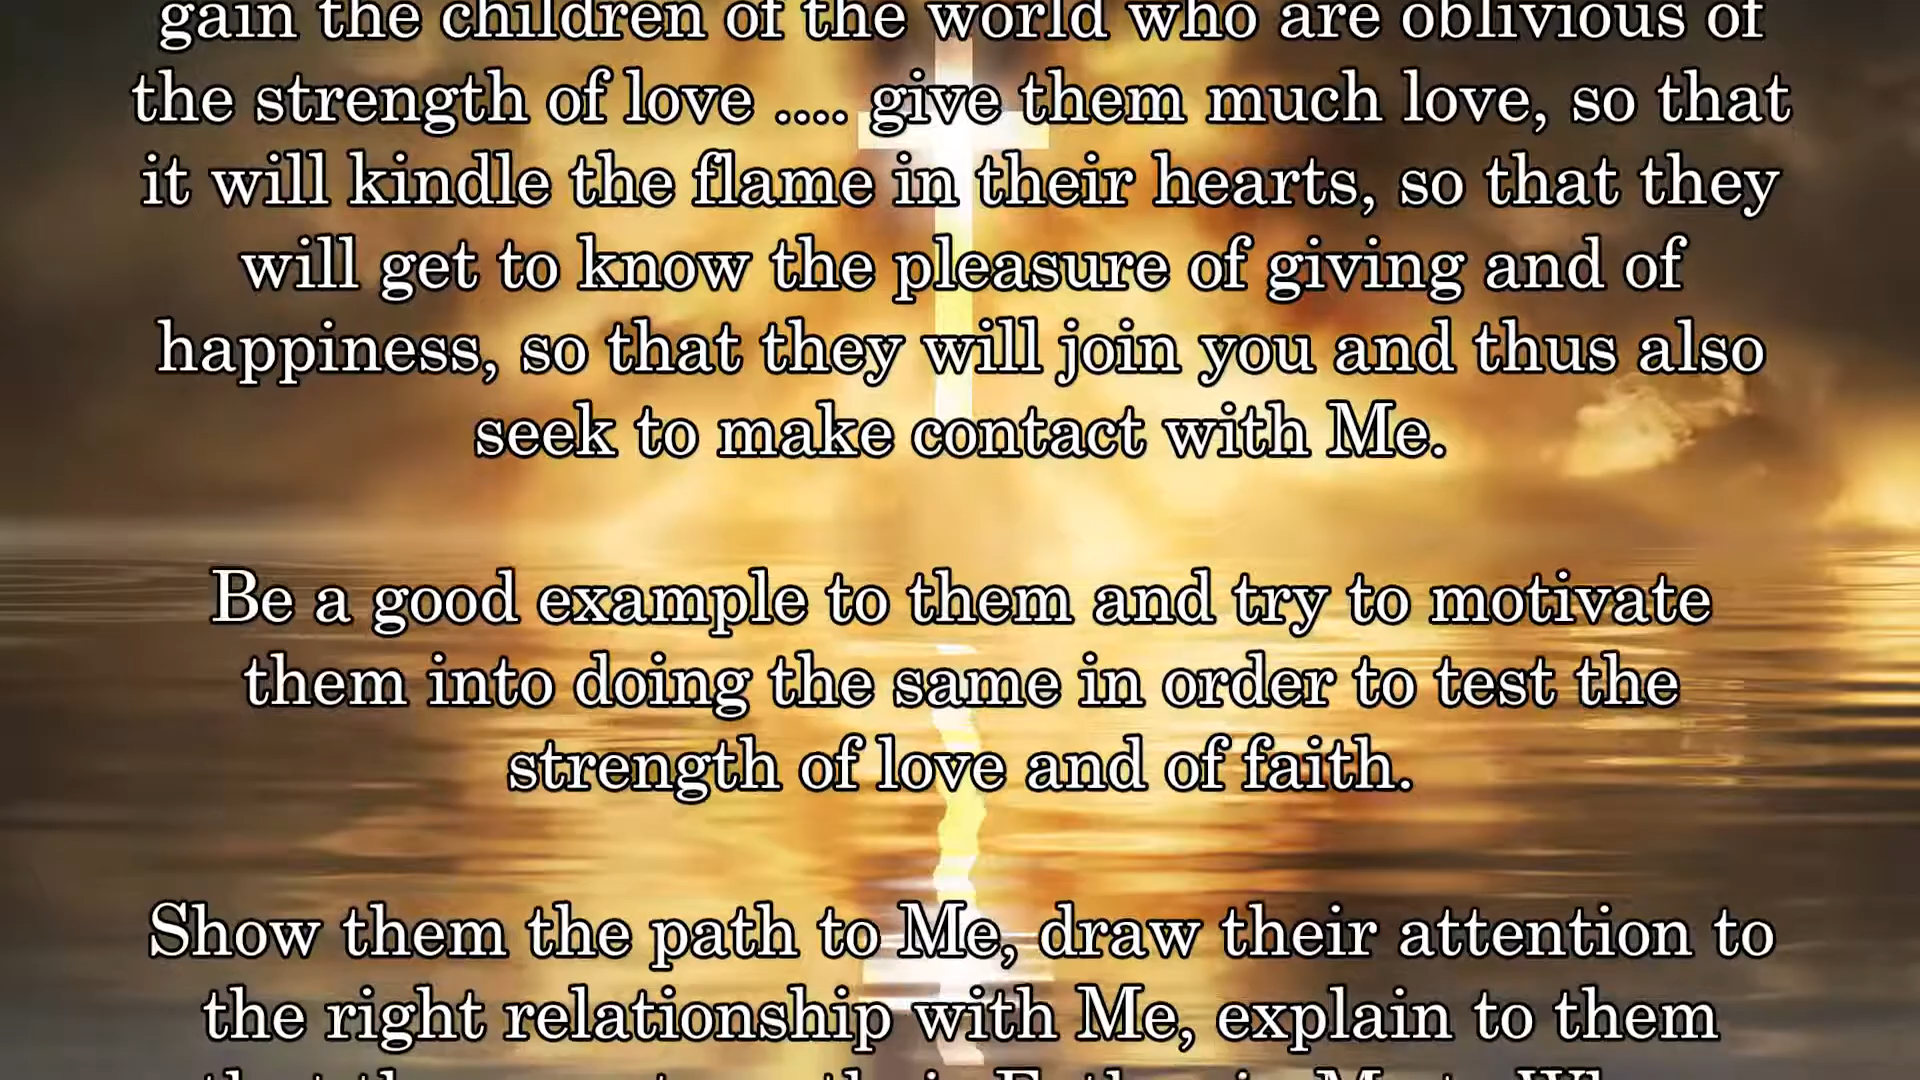 gain the children of the world who are oblivious of
the strength of love .... give them much love, so that
it will kindle the flame in their hearts, so that they
will get to know the pleasure of giving and of
happiness, so that they will join you and thus also
seek to make contact with Me.
Be a good example to them and try to motivate
them into doing the same in order to test the
strength of love and of faith.
Show them the path to Me, draw their attention to
the right relationship with Me, explain to them